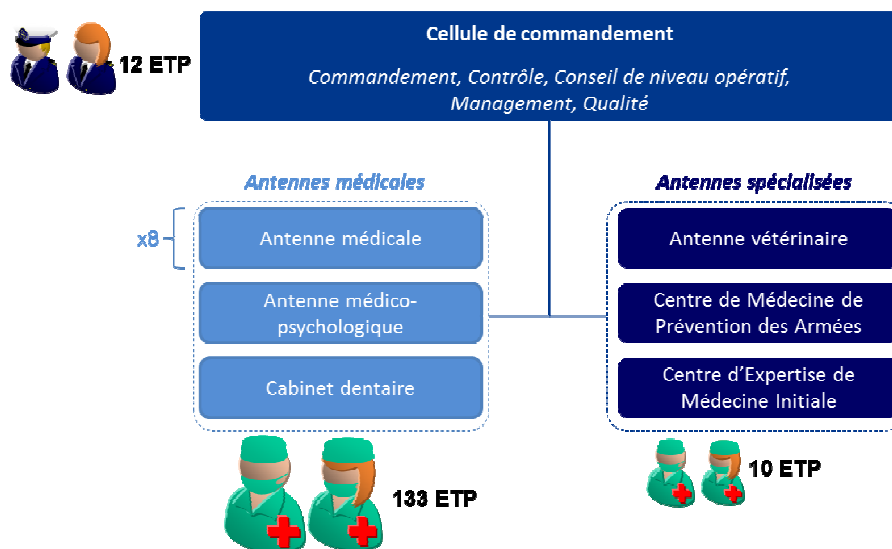 Cellule de commandement
12 ETP
Commandement, Contrôle, Conseil de niveau opératif,
Management, Qualité
Antennes médicales
Antennes spécialisées
x8
Antenne médicale
Antenne vétérinaire
Antenne médico-
psychologique
Centre de Médecine de
Prévention des Armées
Cabinet dentaire
Centre d’Expertise de
Médecine Initiale
133 ETP
10 ETP